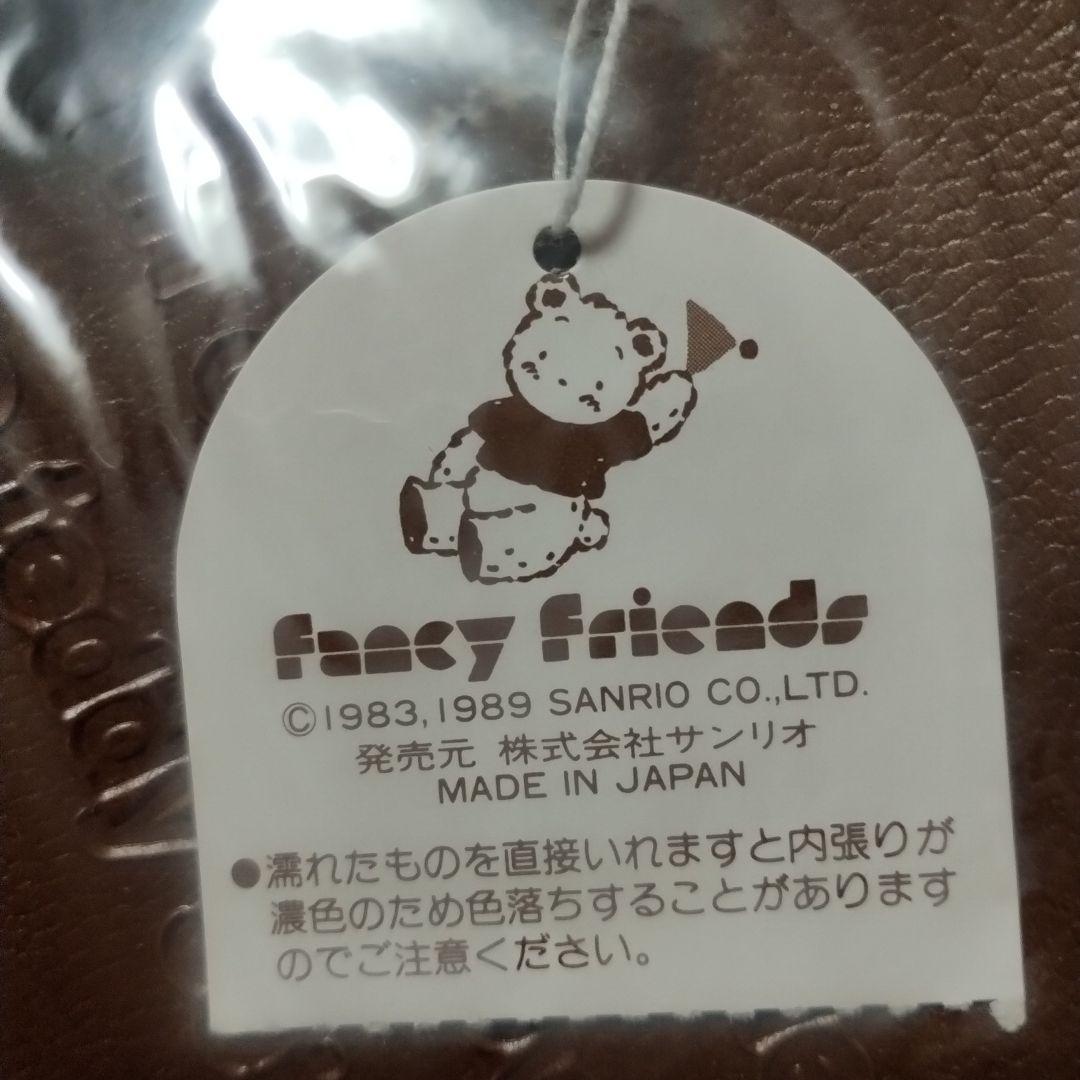 fancy friends
©1983,1989 SANRIO CO.,LTD.
発売元 株式会社サンリオ
MADE IN JAPAN
●濡れたものを直接いれますと内張りが
濃色のため色落ちすることがあります
のでご注意ください。